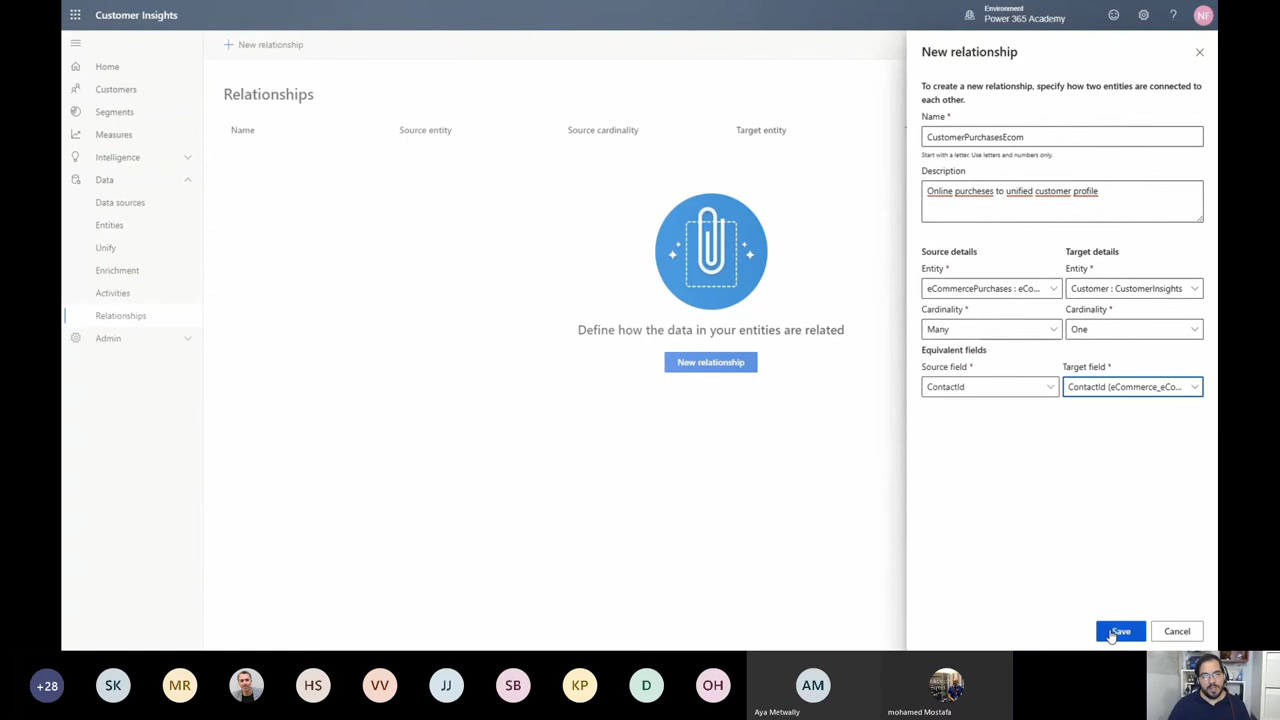 Customer Insights
Environment
Power 365 Academy
?
NF
Home
Customers
Segments
Measures
Intelligence
Data
Data sources
Entities
Unify
Enrichment
Activities
Relationships
Admin
+ New relationship
Relationships
Name Source entity Source cardinality Target entity
Define how the data in your entities are related
New relationship
New relationship
To create a new relationship, specify how two entities are connected to
each other.
Name *
CustomerPurchasesEcom
Start with a letter. Use letters and numbers only.
Description
Online purcheses to unified customer profile
Source details Target details
Entity * Entity *
eCommercePurchases : eCo... Customer : CustomerInsights
Cardinality * Cardinality *
Many One
Equivalent fields
Source field * Target field *
ContactId ContactId (eCommerce_eCo...
Save Cancel
+28 SK MR HS VV JJ SB KP D OH AM
Aya Metwally mohamed Mostafa